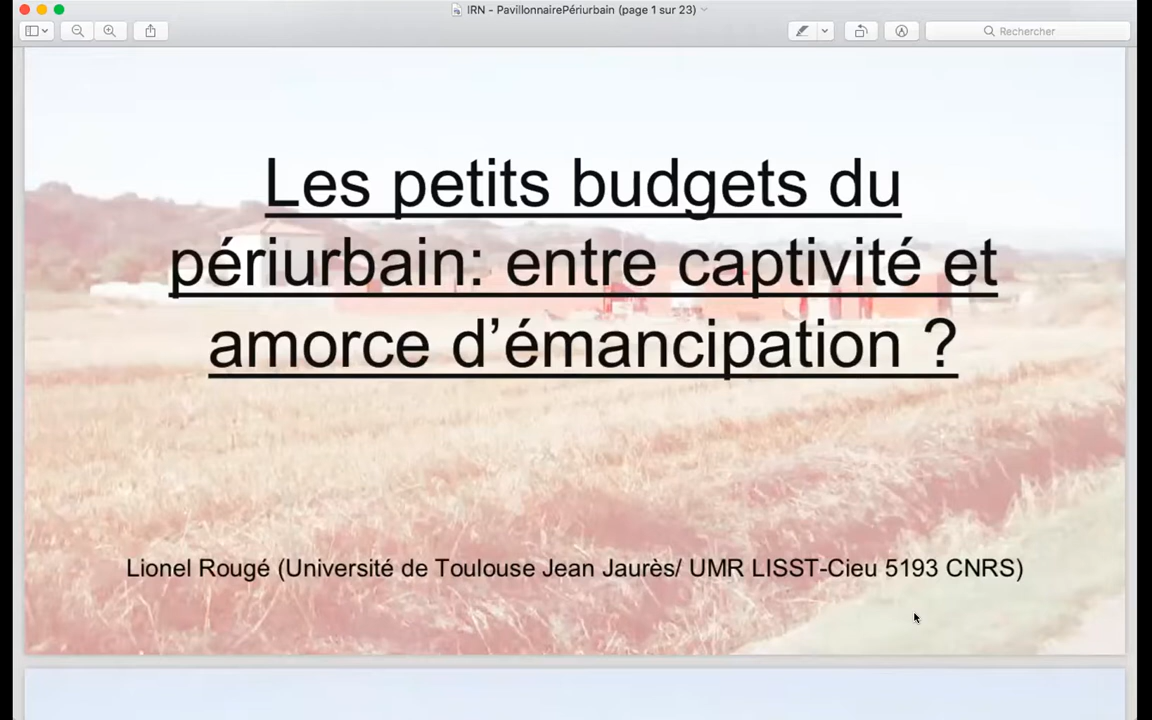 IRN - PavillonnairePériurbain (page 1 sur 23)
Rechercher
Les petits budgets du
périurbain: entre captivité et
amorce d’émancipation ?
Lionel Rougé (Université de Toulouse Jean Jaurès/ UMR LISST-Cieu 5193 CNRS)